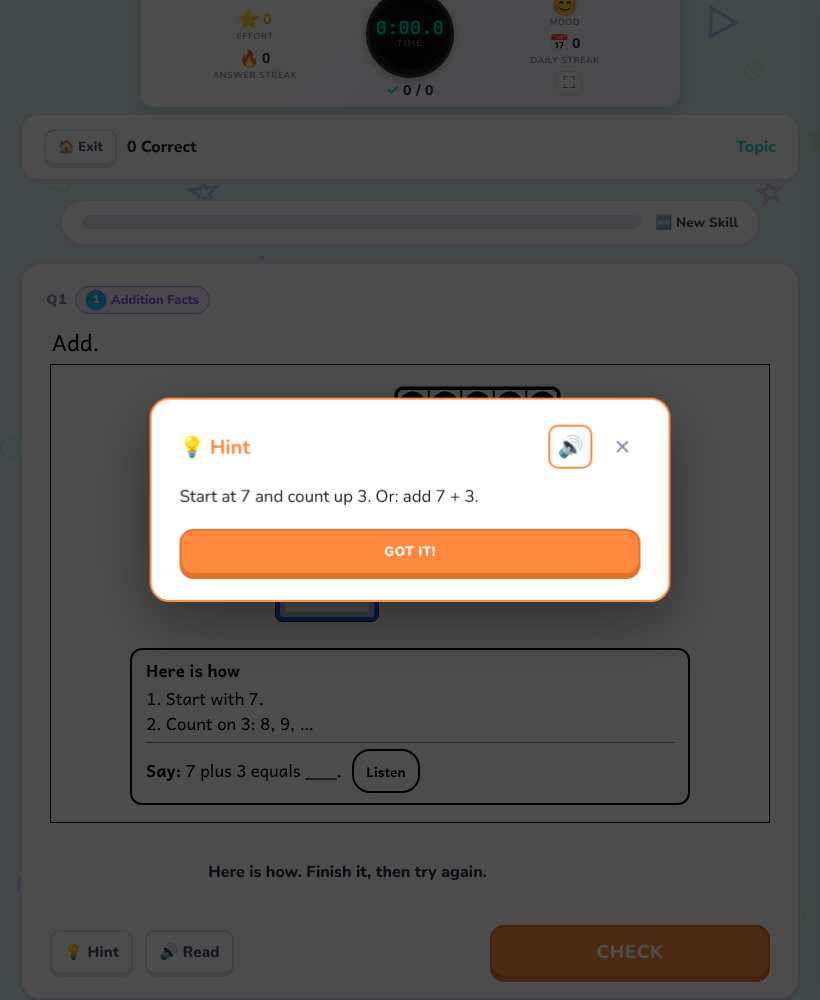 0
EFFORT
0
ANSWER STREAK
0:00.0
TIME
0 / 0
MOOD
0
DAILY STREAK
Exit
0 Correct
Topic
New Skill
Q1
1
Addition Facts
Add.
Hint
Start at 7 and count up 3. Or: add 7 + 3.
GOT IT!
Here is how
1. Start with 7.
2. Count on 3: 8, 9, ...
Say: 7 plus 3 equals ____. Listen
Here is how. Finish it, then try again.
Hint
Read
CHECK